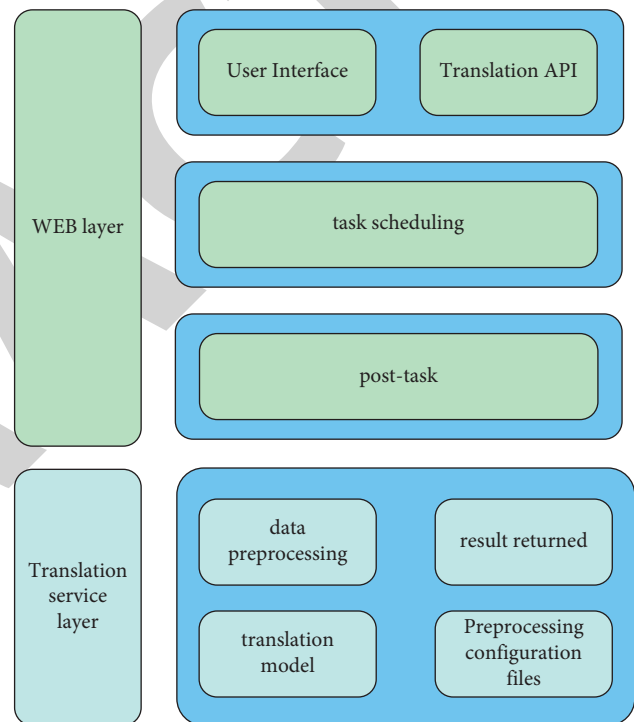 User Interface
Translation API
WEB layer
task scheduling
post-task
data
preprocessing
result returned
Translation
service
layer
translation
model
Preprocessing
configuration
files